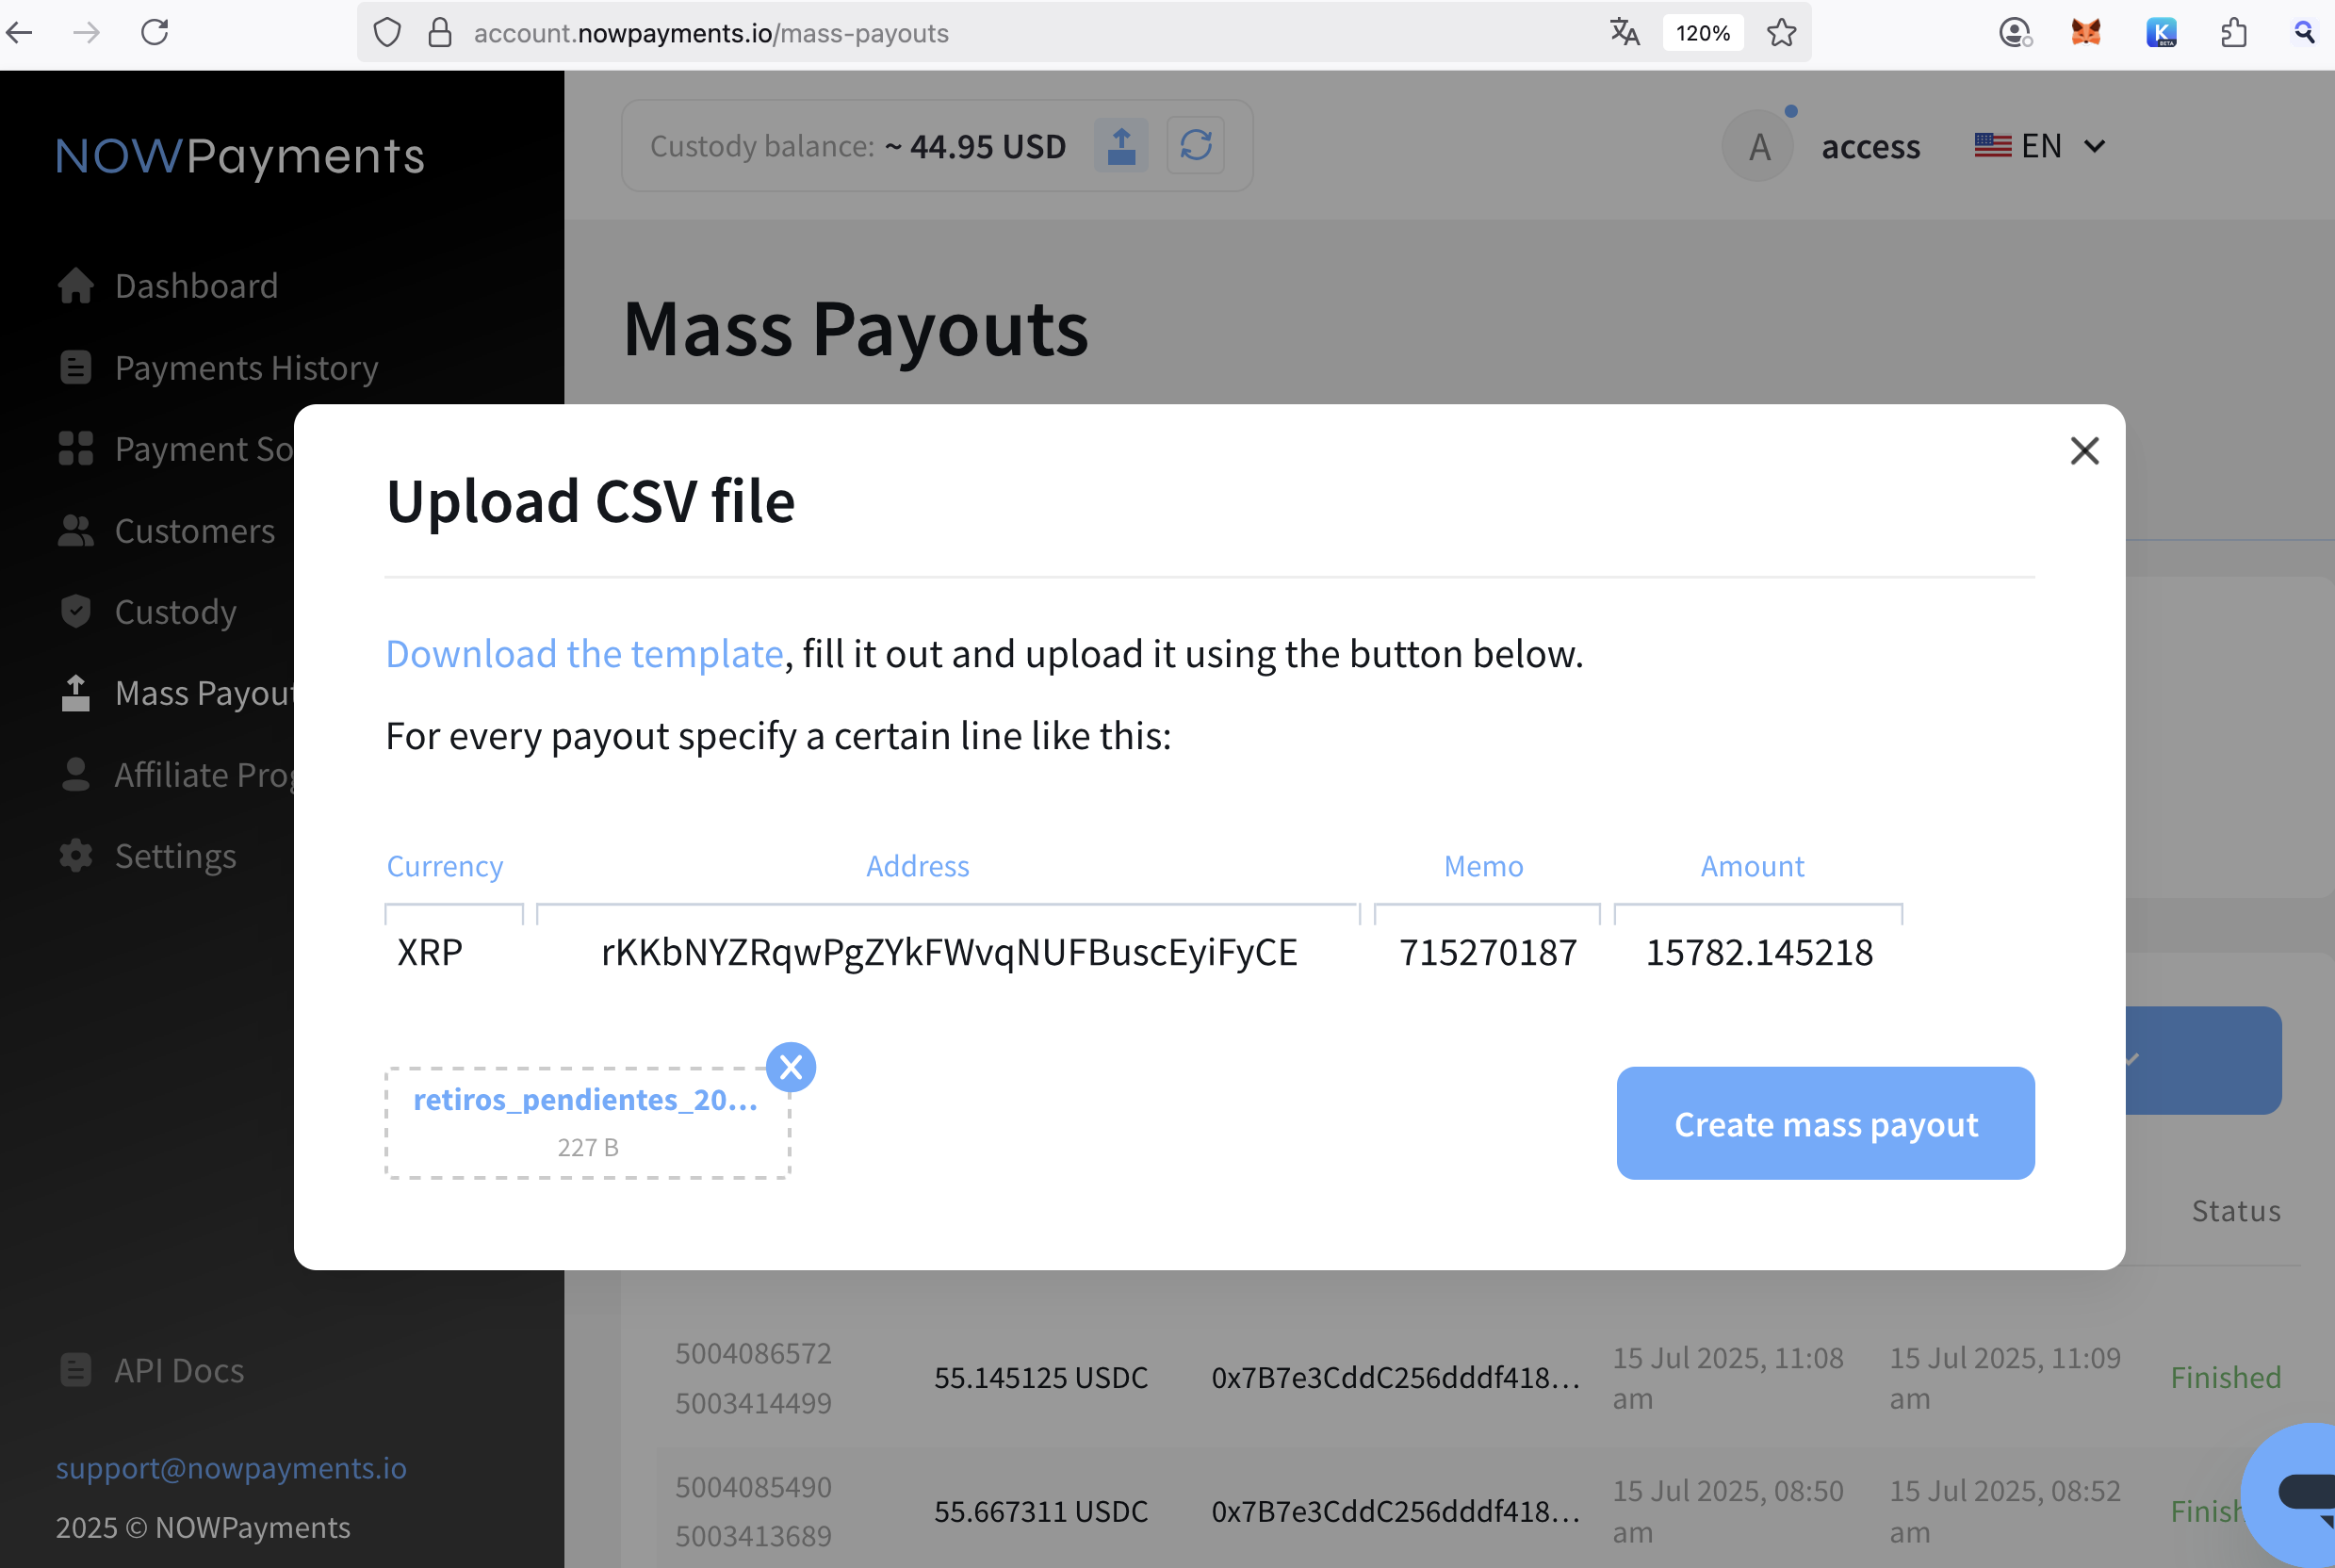 account.nowpayments.io/mass-payouts
120%
NOWPayments
Custody balance: ~ 44.95 USD
A
access
EN
Dashboard
Payments History
Payment So
Customers
Custody
Mass Payout
Affiliate Prog
Settings
Mass Payouts
Upload CSV file
Download the template, fill it out and upload it using the button below.
For every payout specify a certain line like this:
Currency Address Memo Amount
XRP rKKbNYZRqwPgZYkFWvqNUFBuscEyiFyCE 715270187 15782.145218
retiros_pendientes_20...
227 B
Create mass payout
Status
5004086572
5003414499
55.145125 USDC
0x7B7e3CddC256dddf418...
15 Jul 2025, 11:08
am
15 Jul 2025, 11:09
am
Finished
5004085490
5003413689
55.667311 USDC
0x7B7e3CddC256dddf418...
15 Jul 2025, 08:50
am
15 Jul 2025, 08:52
am
Finish
API Docs
support@nowpayments.io
2025 © NOWPayments